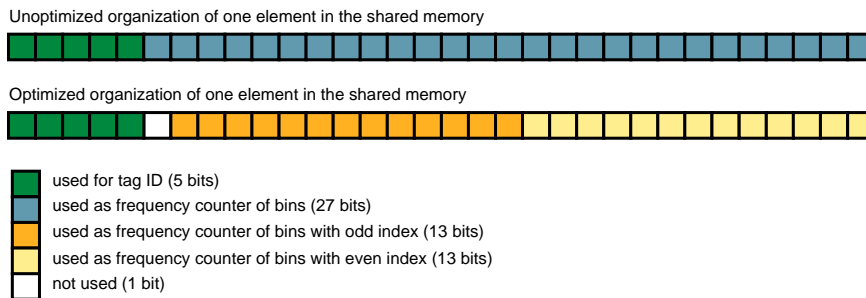 Unoptimized organization of one element in the shared memory
Optimized organization of one element in the shared memory
used for tag ID (5 bits)
used as frequency counter of bins (27 bits)
used as frequency counter of bins with odd index (13 bits)
used as frequency counter of bins with even index (13 bits)
not used (1 bit)